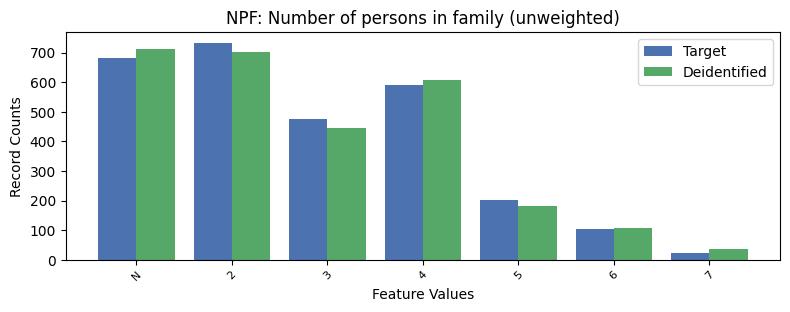 NPF: Number of persons in family (unweighted)
Target
Deidentified
Record Counts
700
600
500
400
300
200
100
0
N
2
3
4
5
6
7
Feature Values